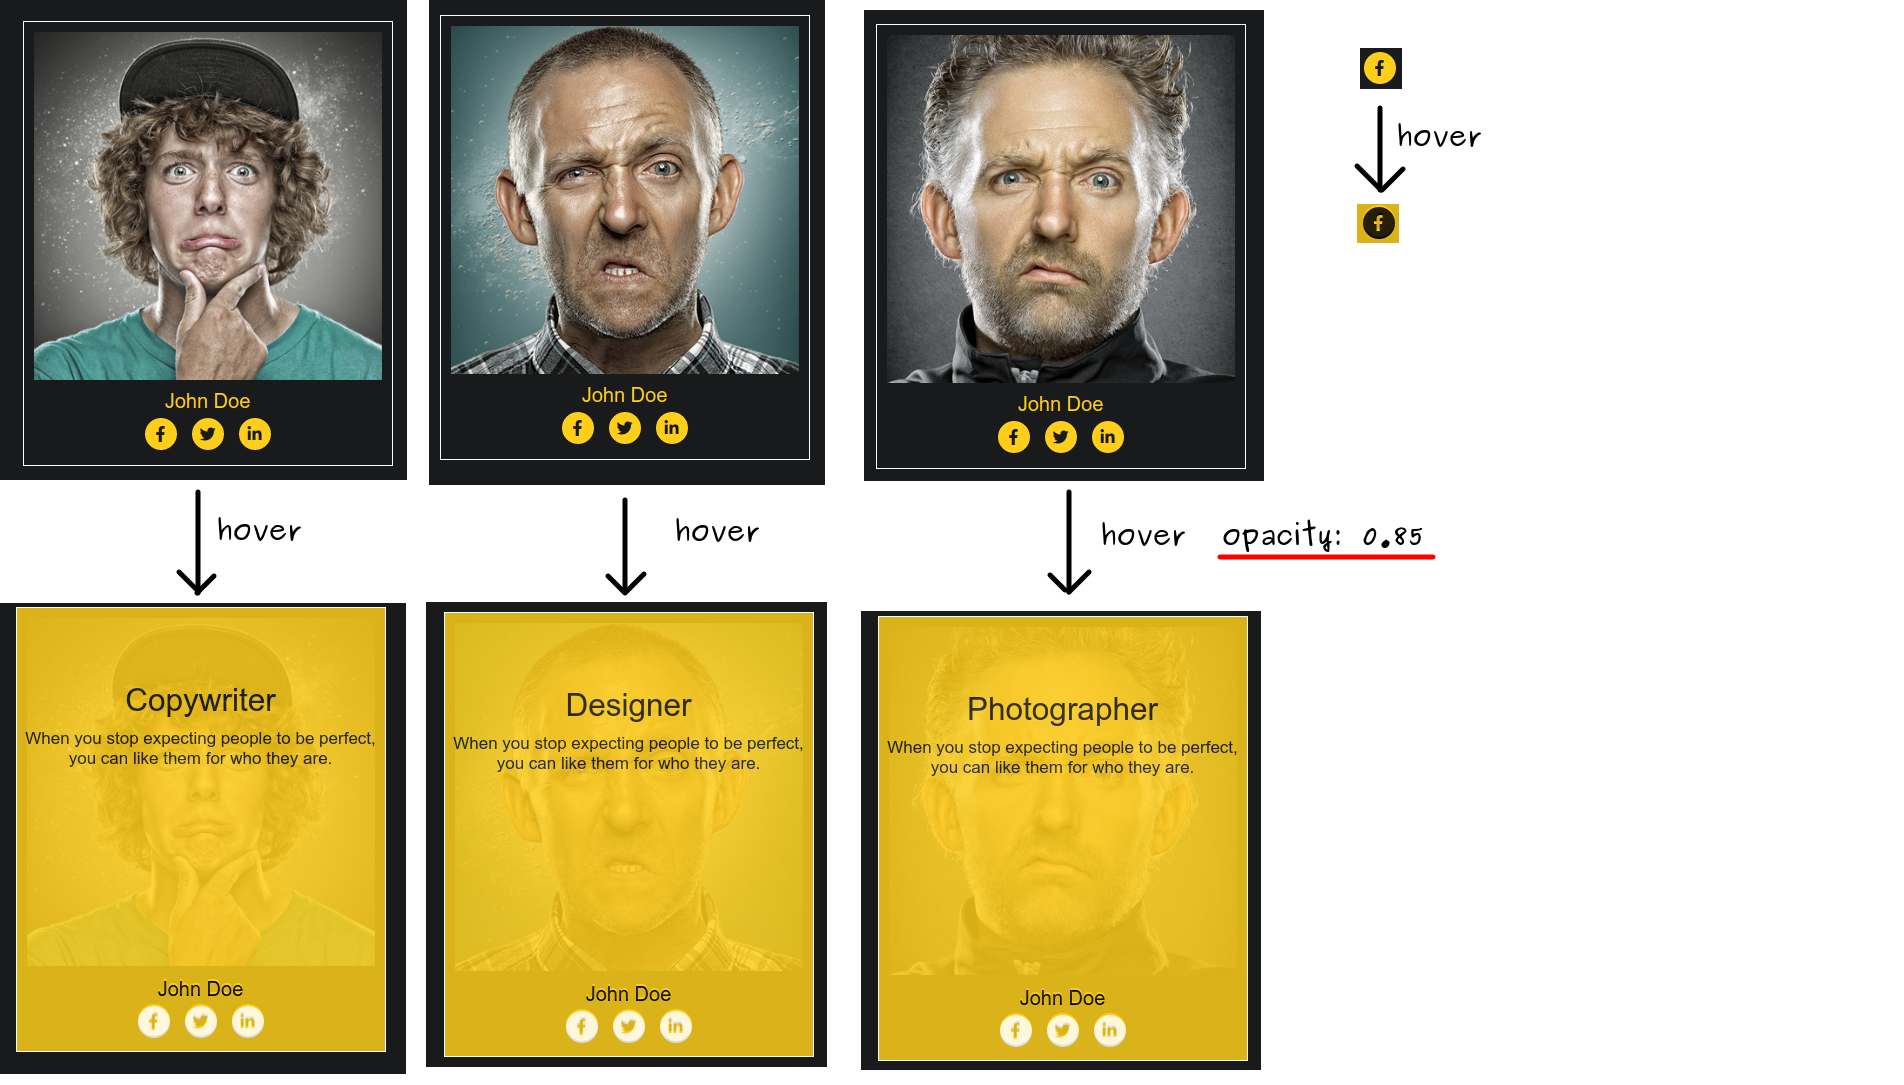 John Doe
John Doe
John Doe
hover
hover
hover
hover opacity: 0.85
Copywriter
When you stop expecting people to be perfect,
you can like them for who they are.
John Doe
Designer
When you stop expecting people to be perfect,
you can like them for who they are.
John Doe
Photographer
When you stop expecting people to be perfect,
you can like them for who they are.
John Doe